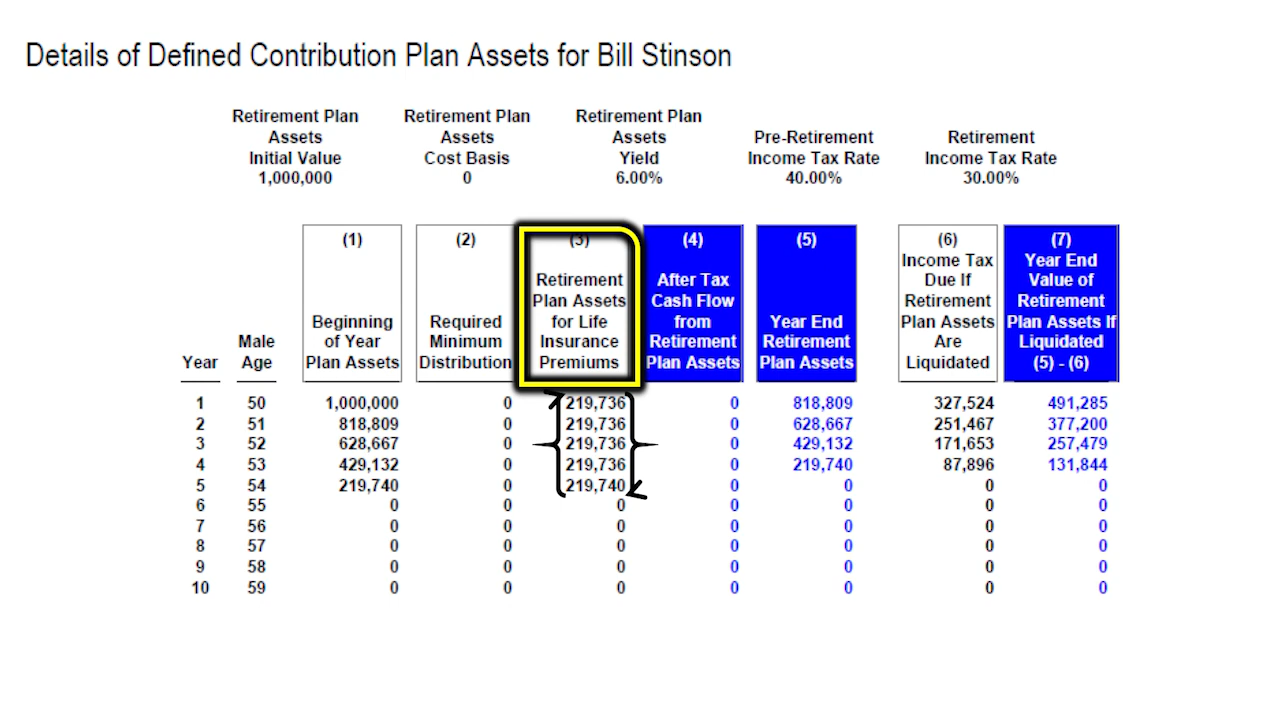 Details of Defined Contribution Plan Assets for Bill Stinson
Retirement Plan Assets Initial Value 1,000,000
Retirement Plan Assets Cost Basis 0
Retirement Plan Assets Yield 6.00%
Pre-Retirement Income Tax Rate 40.00%
Retirement Income Tax Rate 30.00%
Year
Male Age
(1) Beginning of Year Plan Assets
(2) Required Minimum Distribution
(3) Retirement Plan Assets for Life Insurance Premiums
(4) After Tax Cash Flow from Retirement Plan Assets
(5) Year End Retirement Plan Assets
(6) Income Tax Due If Retirement Plan Assets Are Liquidated
(7) Year End Value of Retirement Plan Assets If Liquidated (5) - (6)
1 50 1,000,000 0 219,736 0 818,809 327,524 491,285
2 51 818,809 0 219,736 0 628,667 251,467 377,200
3 52 628,667 0 219,736 0 429,132 171,653 257,479
4 53 429,132 0 219,736 0 219,740 87,896 131,844
5 54 219,740 0 219,740 0 0 0 0
6 55 0 0 0 0 0 0 0
7 56 0 0 0 0 0 0 0
8 57 0 0 0 0 0 0 0
9 58 0 0 0 0 0 0 0
10 59 0 0 0 0 0 0 0